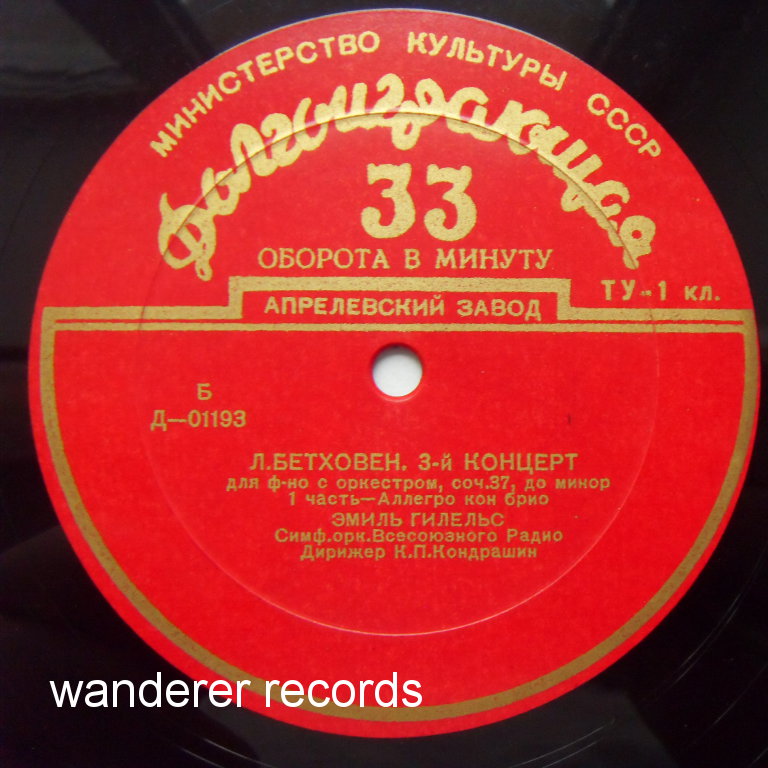 МИНИСТЕРСТВО КУЛЬТУРЫ СССР
Долгоиграющая
33
ОБОРОТА В МИНУТУ
ТУ-1 кл.
АПРЕЛЕВСКИЙ ЗАВОД
Б
Д—01193
Л.БЕТХОВЕН. 3-й КОНЦЕРТ
для ф-но с оркестром, соч.37, до минор
1 часть—Аллегро кон брио
ЭМИЛЬ ГИЛЕЛЬС
Симф.орк.Всесоюзного Радио
Дирижер К.П.Кондрашин
wanderer records